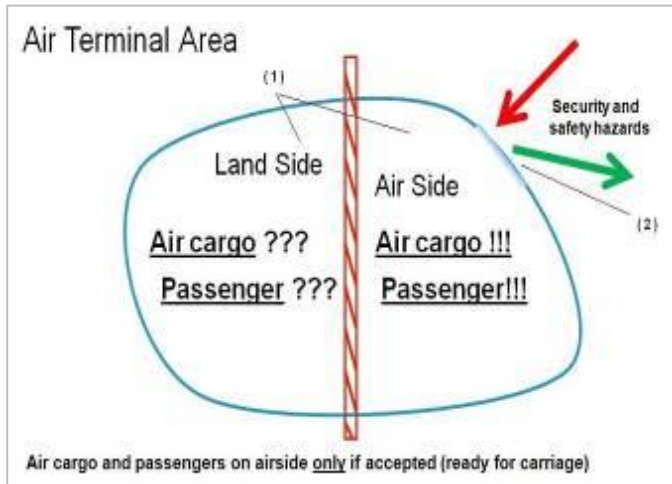 Air Terminal Area
(1)
Security and
safety hazards
Land Side
Air Side
(2)
Air cargo ???
Air cargo !!!
Passenger ???
Passenger!!!
Air cargo and passengers on airside only if accepted (ready for carriage)